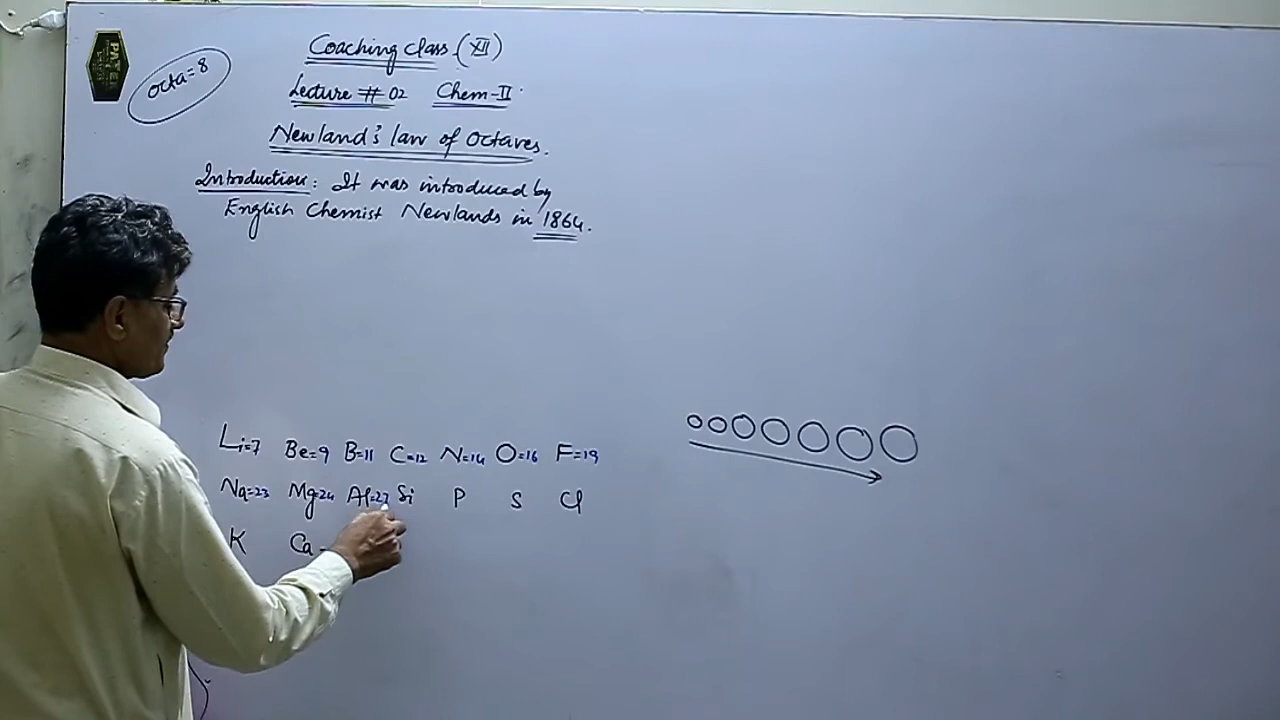 Octa=8
Coaching class (XII)
Lecture # 02 Chem-II
Newland's law of Octaves.
Introduction: It was introduced by
English Chemist Newlands in 1864.
Li=7 Be=9 B=11 C=12 N=14 O=16 F=19
Na=23 Mg=24 Al=27 Si P S Cl
K Ca